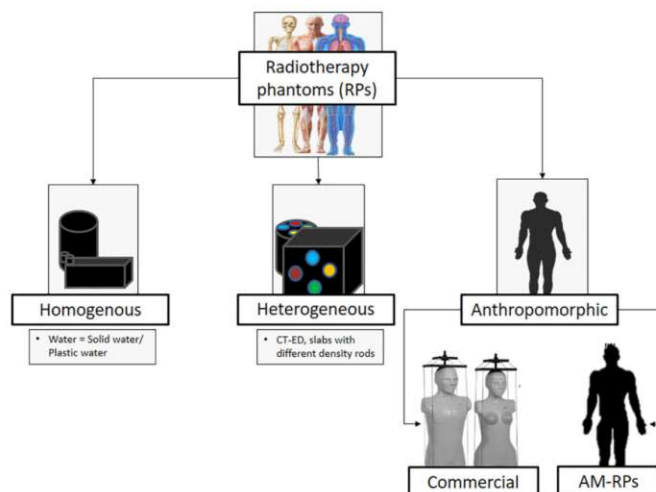 Radiotherapy
phantoms (RPs)
Homogenous
Heterogeneous
Anthropomorphic
• Water = Solid water/
Plastic water
• CT-ED, slabs with
different density rods
Commercial
AM-RPs